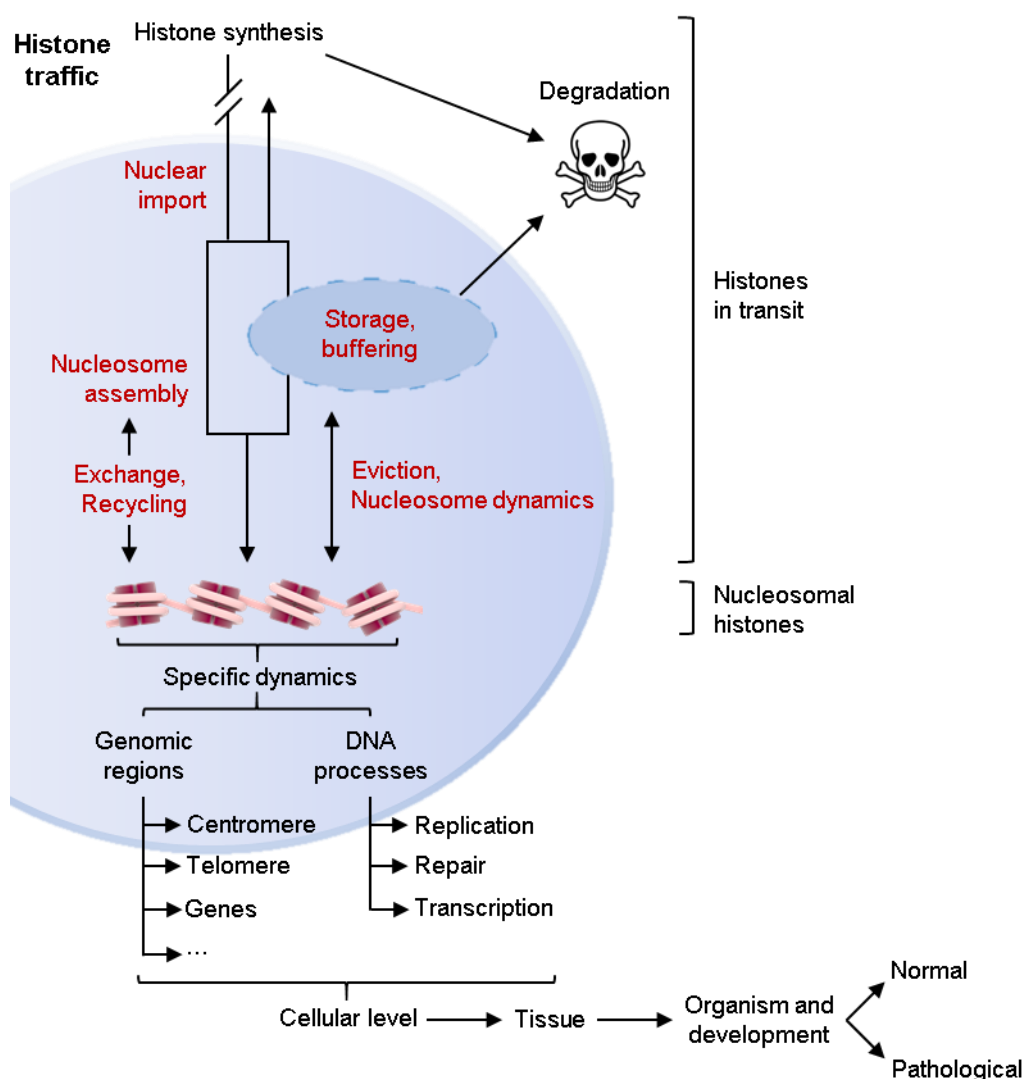 Histone
traffic
Histone synthesis
Degradation
Nuclear
import
Histones
in transit
Storage,
buffering
Nucleosome
assembly
Exchange,
Recycling
Eviction,
Nucleosome dynamics
Nucleosomal
histones
Specific dynamics
Genomic
regions
DNA
processes
Centromere
Telomere
Genes
...
Replication
Repair
Transcription
Cellular level
Tissue
Organism and
development
Normal
Pathological